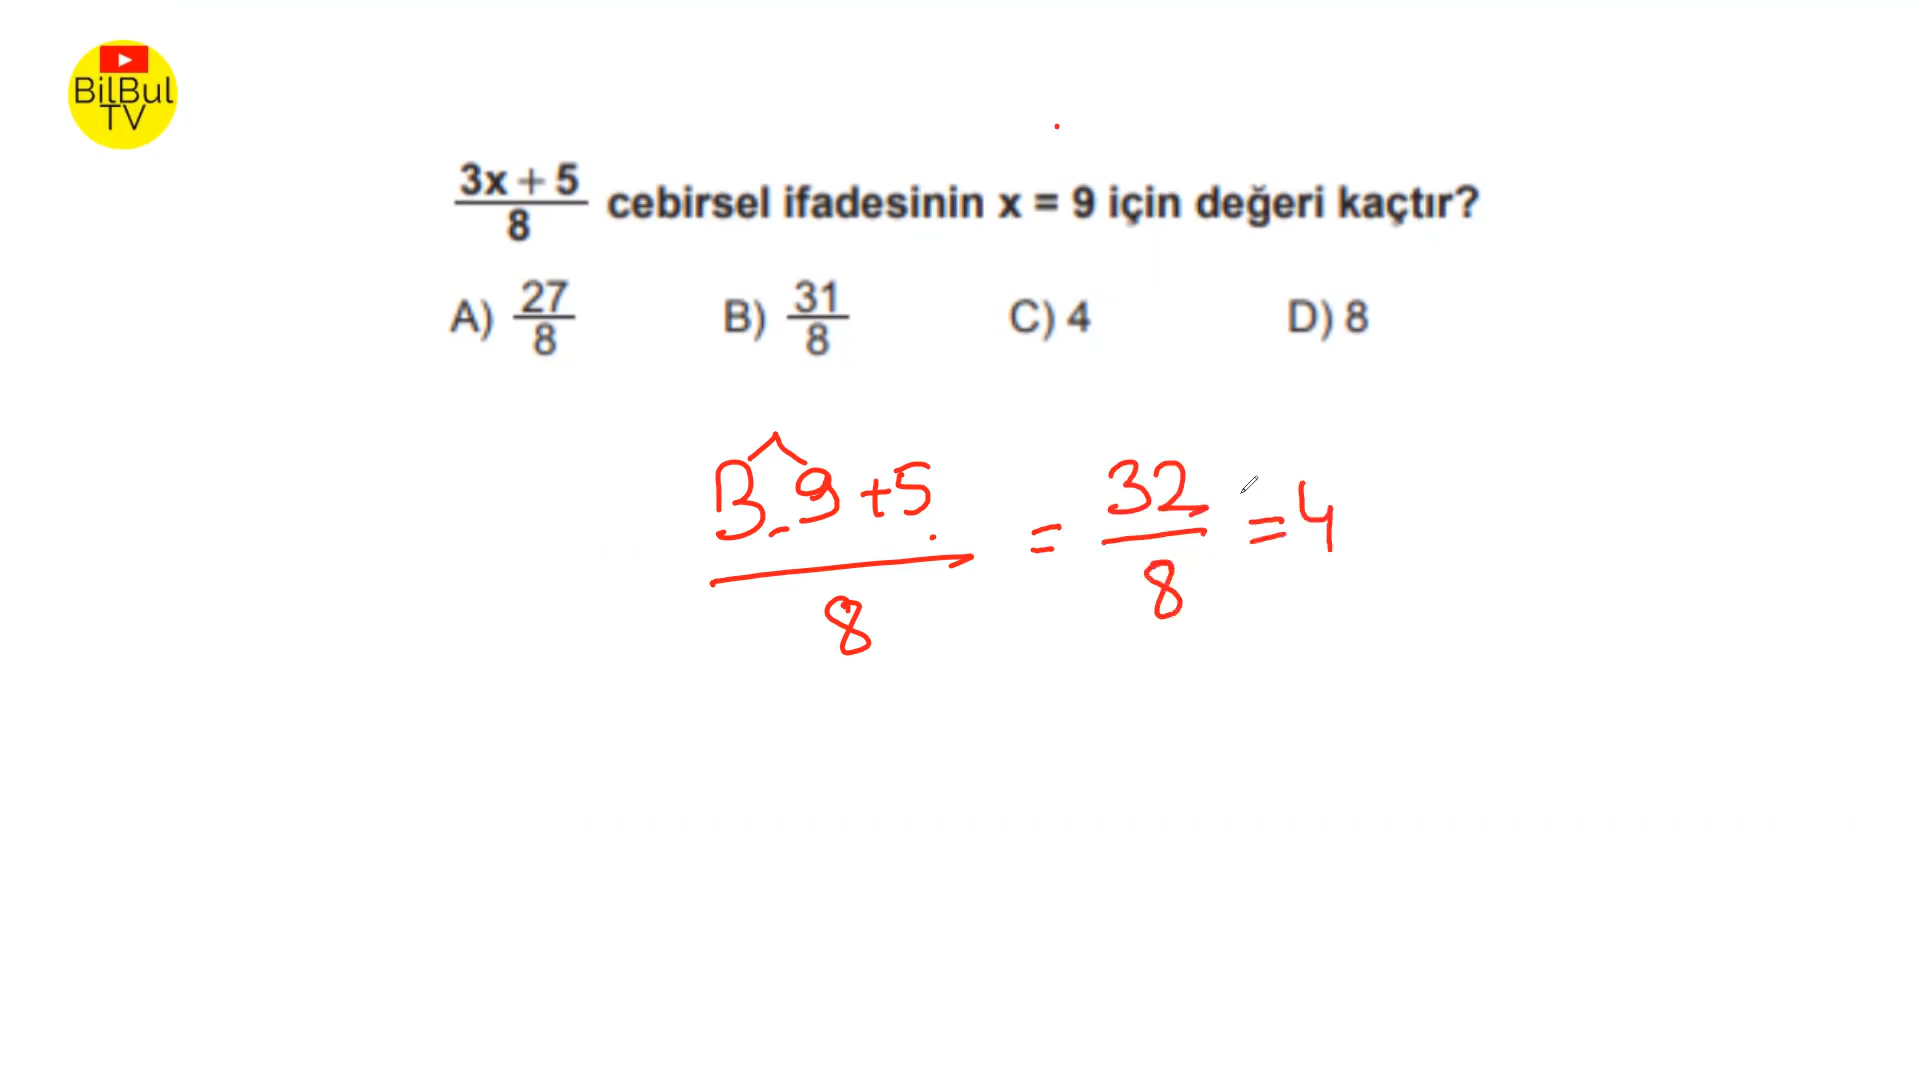 BilBul
TV
3x + 5
8
cebirsel ifadesinin x = 9 için değeri kaçtır?
A) 27/8 B) 31/8 C) 4 D) 8
3.9+5
8
= 32/8 = 4